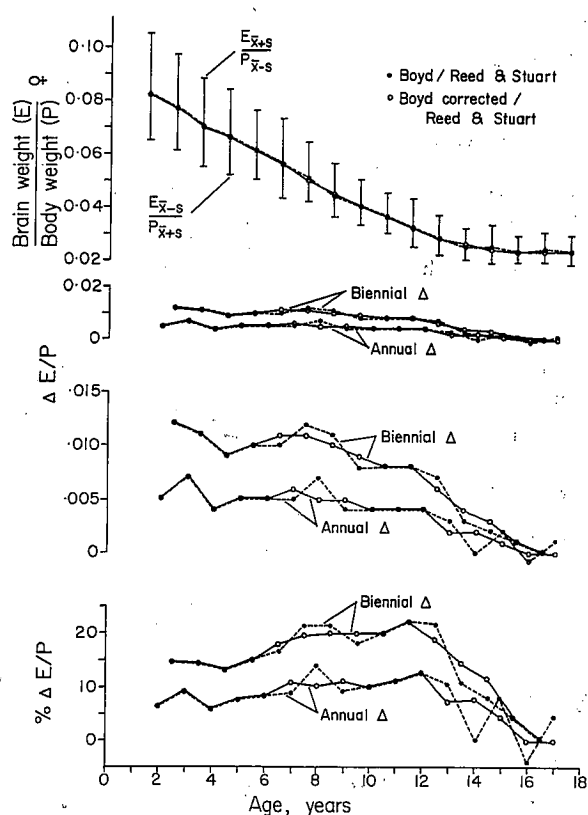 0·10
0·08
0·06
0·04
0·02
Brain weight (E)
Body weight (P)
♀
E x̄+s
P x̄-s
E x̄-s
P x̄+s
• Boyd / Reed & Stuart
○ Boyd corrected /
Reed & Stuart
0·02
0·01
0
Biennial Δ
Annual Δ
Δ E/P
·015
·010
·005
0
Biennial Δ
Annual Δ
% Δ E/P
20
10
0
Biennial Δ
Annual Δ
0 2 4 6 8 10 12 14 16 18
Age, years